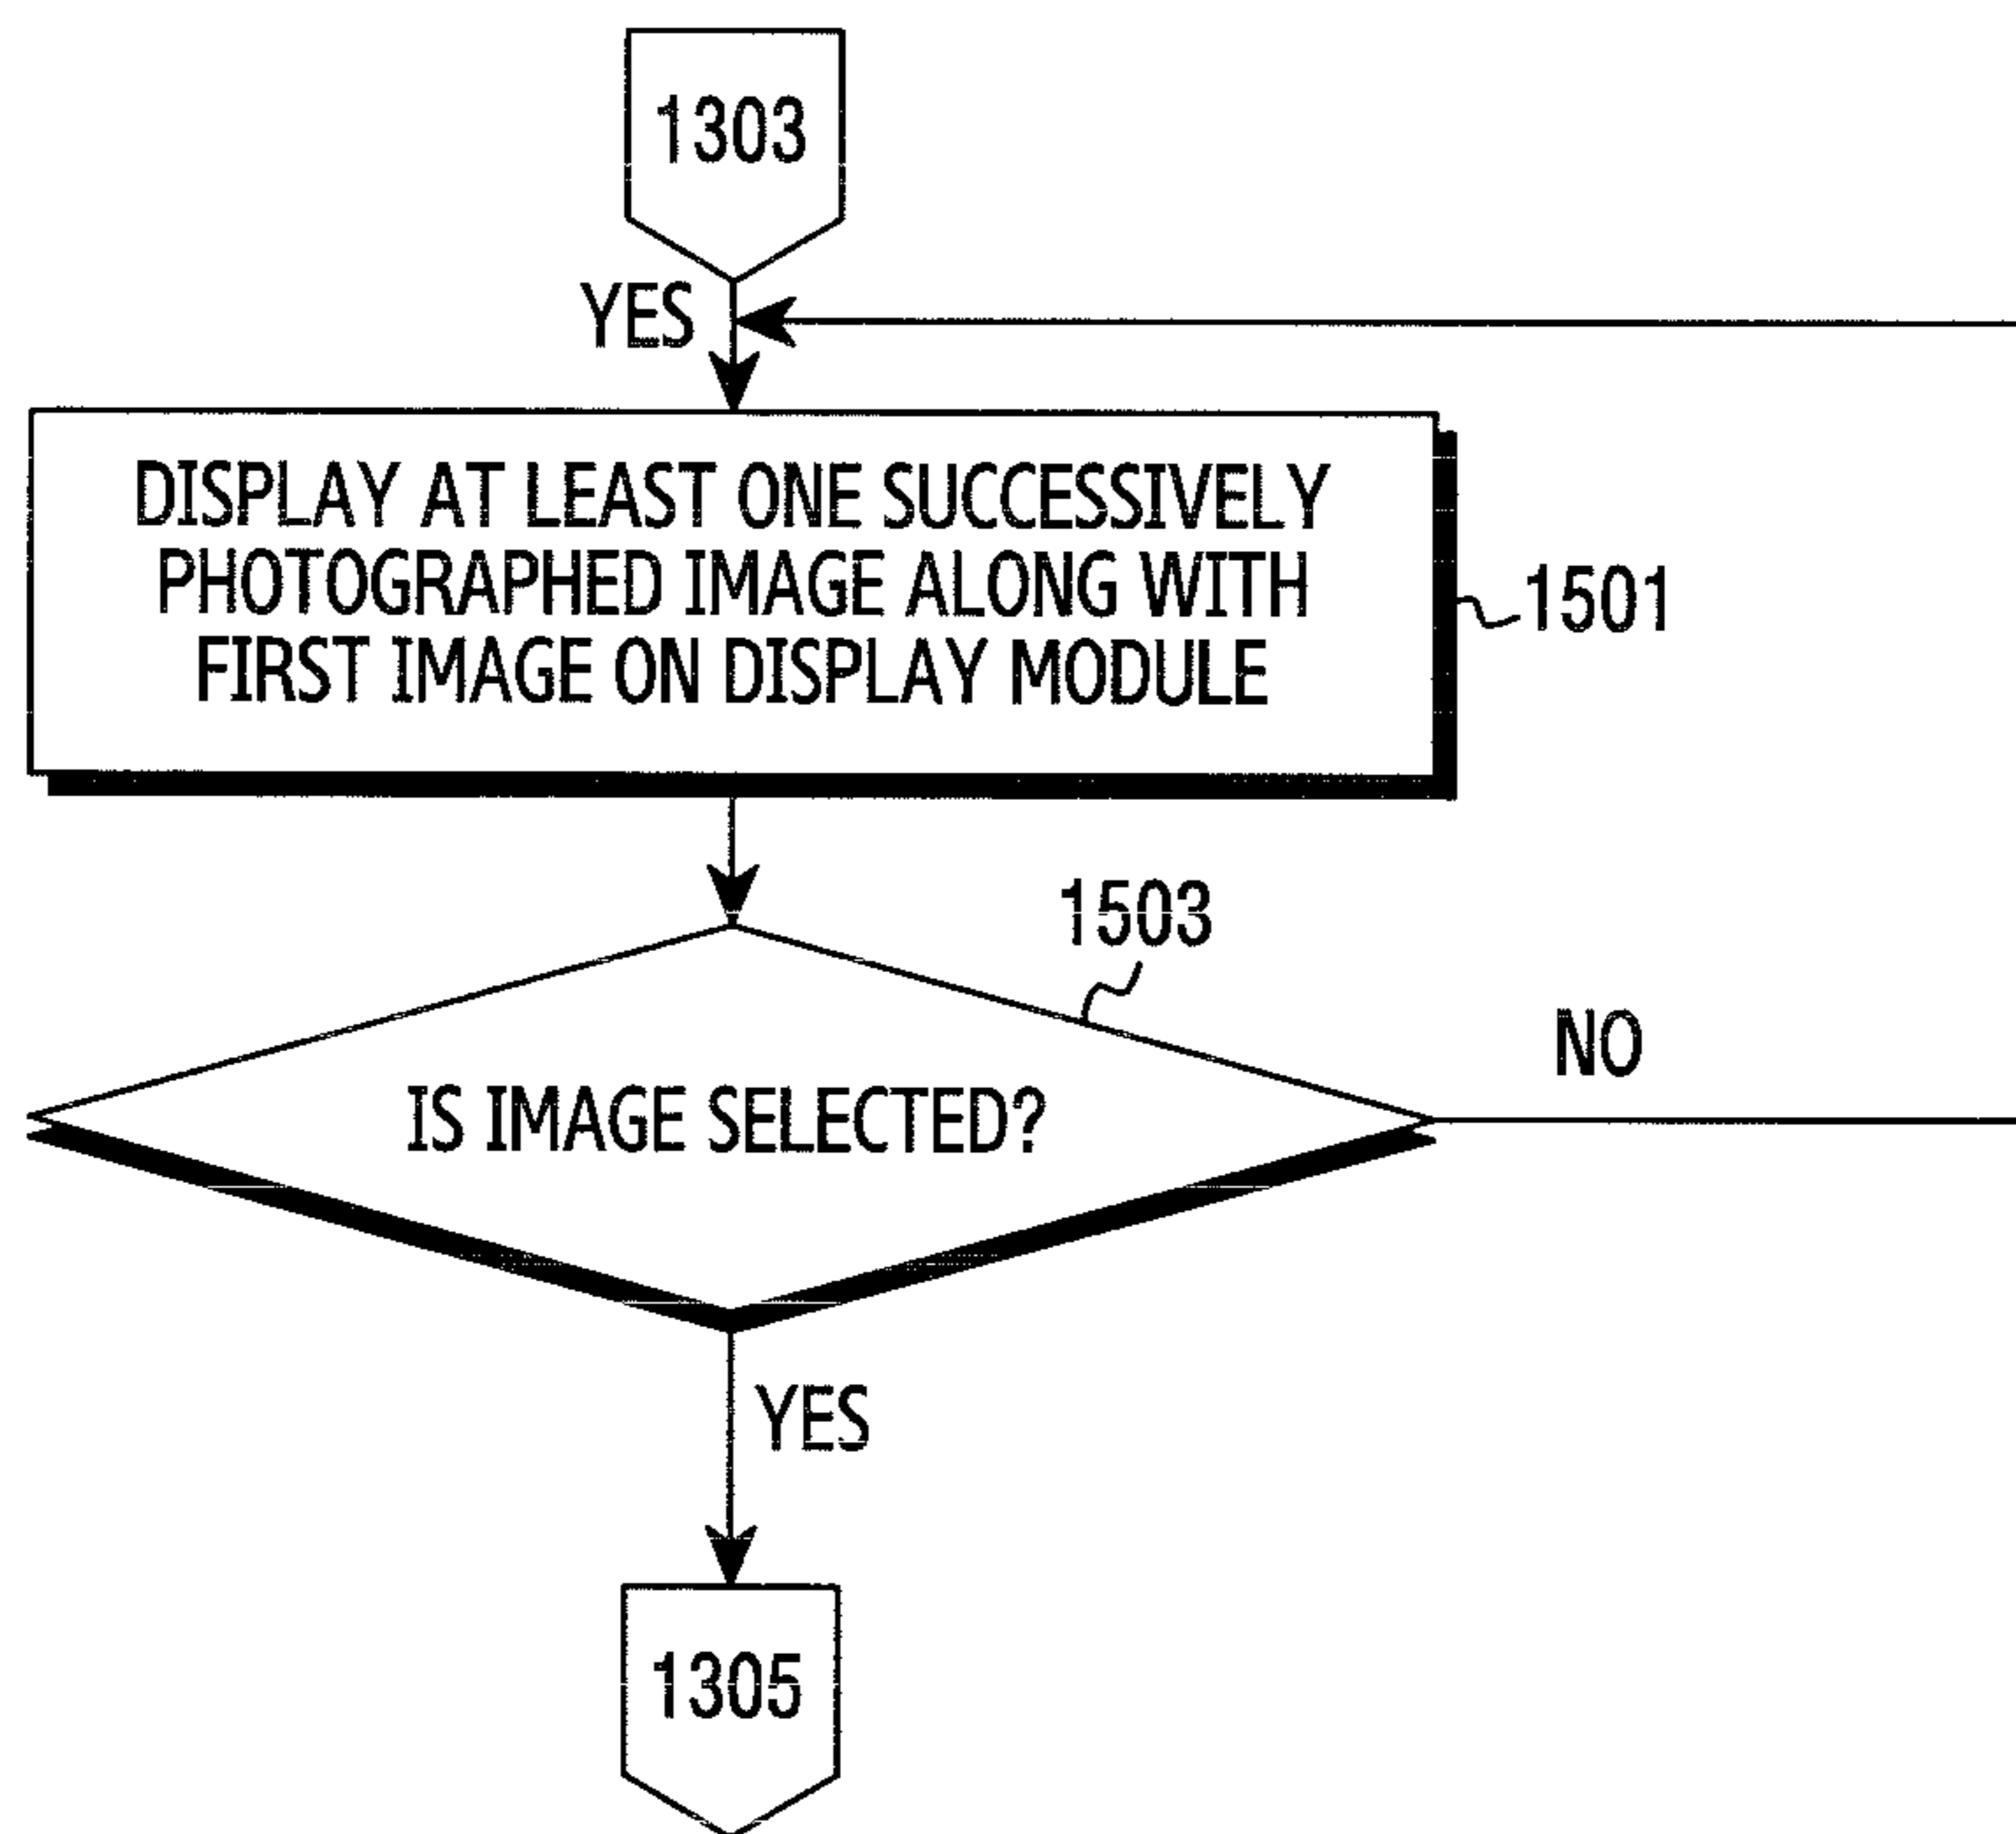 1303
YES
DISPLAY AT LEAST ONE SUCCESSIVELY
PHOTOGRAPHED IMAGE ALONG WITH
FIRST IMAGE ON DISPLAY MODULE
1501
1503
NO
IS IMAGE SELECTED?
YES
1305